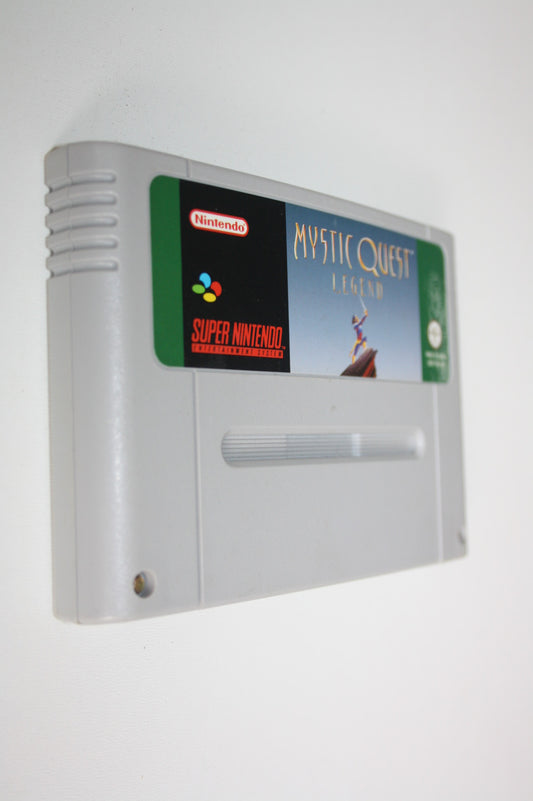 Nintendo
SUPER NINTENDO
ENTERTAINMENT SYSTEM
MYSTIC QUEST
LEGEND